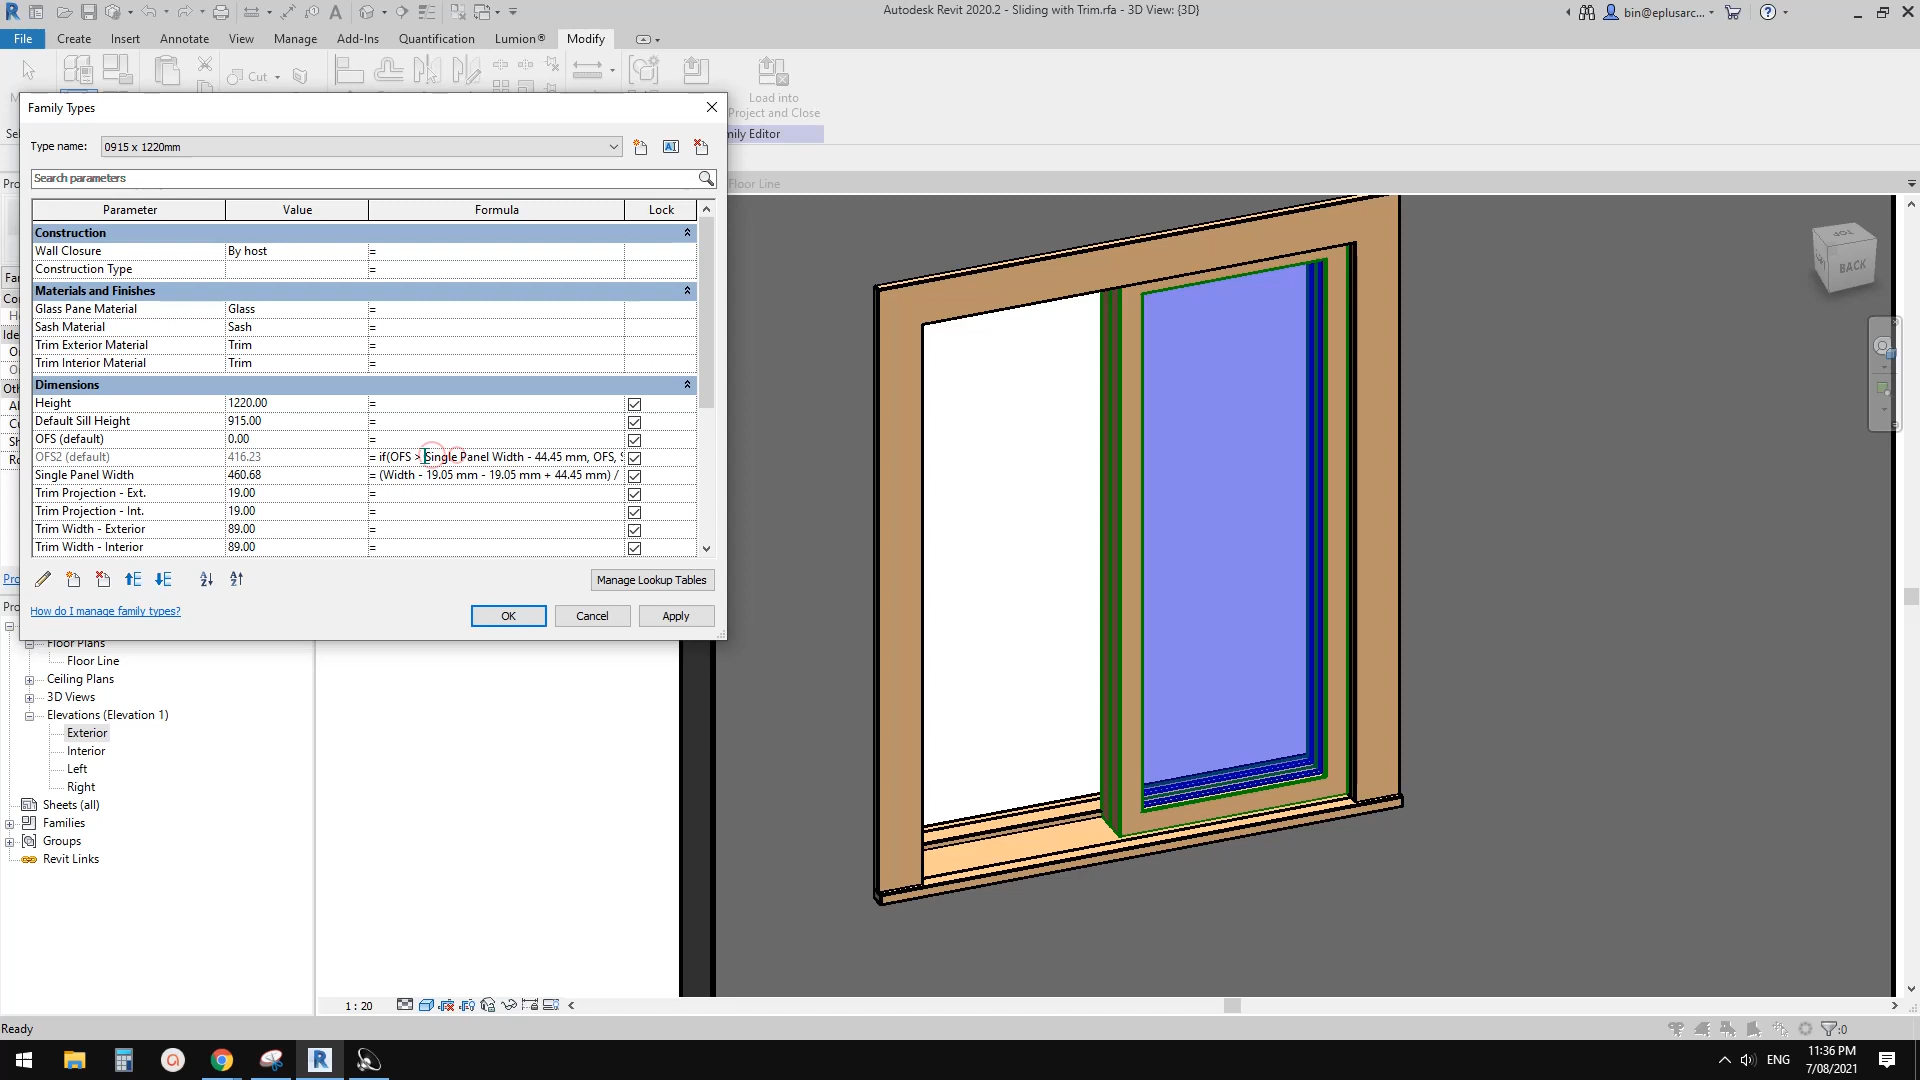 Autodesk Revit 2020.2 - Sliding with Trim.rfa - 3D View: {3D}
bin@eplusarc...
File Create Insert Annotate View Manage Add-Ins Quantification Lumion® Modify
Cut
Load into
Project and Close
Family Types
Type name: 0915 x 1220mm
Search parameters
Floor Line
Parameter Value Formula Lock
Construction
Wall Closure By host =
Construction Type =
Materials and Finishes
Glass Pane Material Glass =
Sash Material Sash =
Trim Exterior Material Trim =
Trim Interior Material Trim =
Dimensions
Height 1220.00 =
Default Sill Height 915.00 =
OFS (default) 0.00 =
OFS2 (default) 416.23 = if(OFS > Single Panel Width - 44.45 mm, OFS, S
Single Panel Width 460.68 = (Width - 19.05 mm - 19.05 mm + 44.45 mm) /
Trim Projection - Ext. 19.00 =
Trim Projection - Int. 19.00 =
Trim Width - Exterior 89.00 =
Trim Width - Interior 89.00 =
Manage Lookup Tables
How do I manage family types?
OK Cancel Apply
TOP
BACK
Floor Plans
Floor Line
Ceiling Plans
3D Views
Elevations (Elevation 1)
Exterior
Interior
Left
Right
Sheets (all)
Families
Groups
Revit Links
1 : 20
Ready
:0
ENG
11:36 PM
7/08/2021